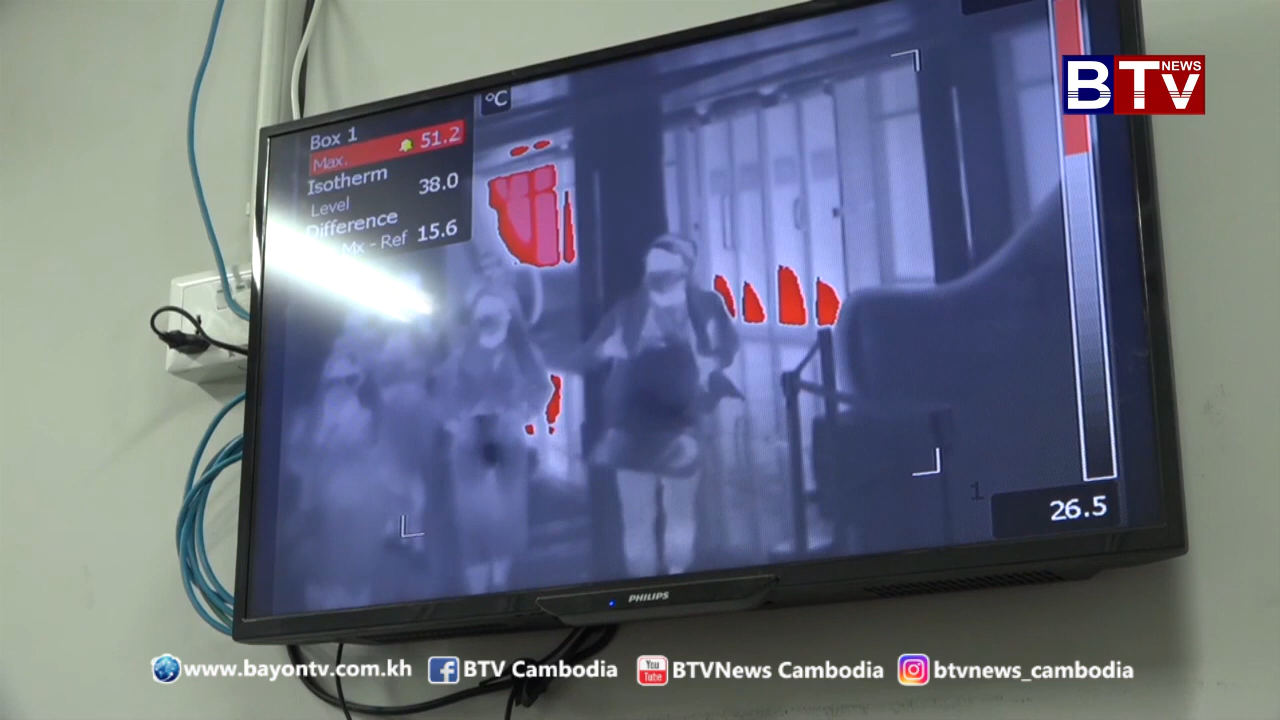 BTV NEWS
°C
Box 1
Max. 51.2
Isotherm
Level 38.0
Difference
Mx - Ref 15.6
1
26.5
PHILIPS
www.bayontv.com.kh BTV Cambodia You Tube BTVNews Cambodia btvnews_cambodia